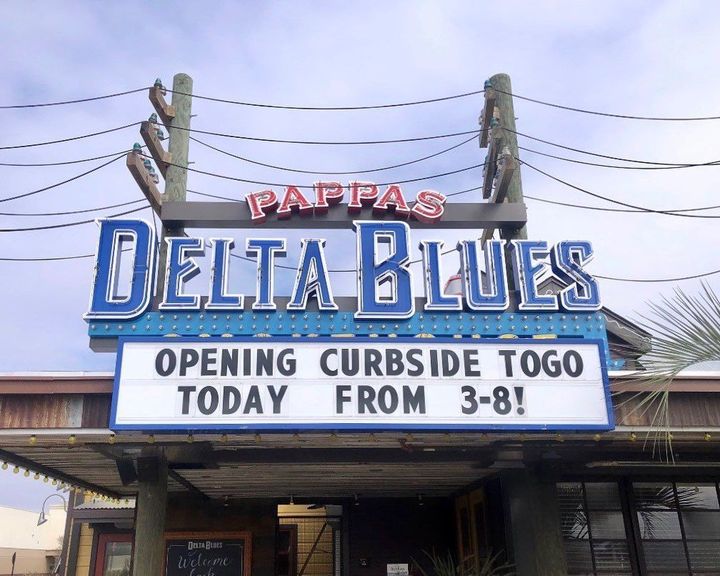 PAPPAS
DELTA BLUES
OPENING CURBSIDE TOGO
TODAY FROM 3-8!
DELTA BLUES
Welcome